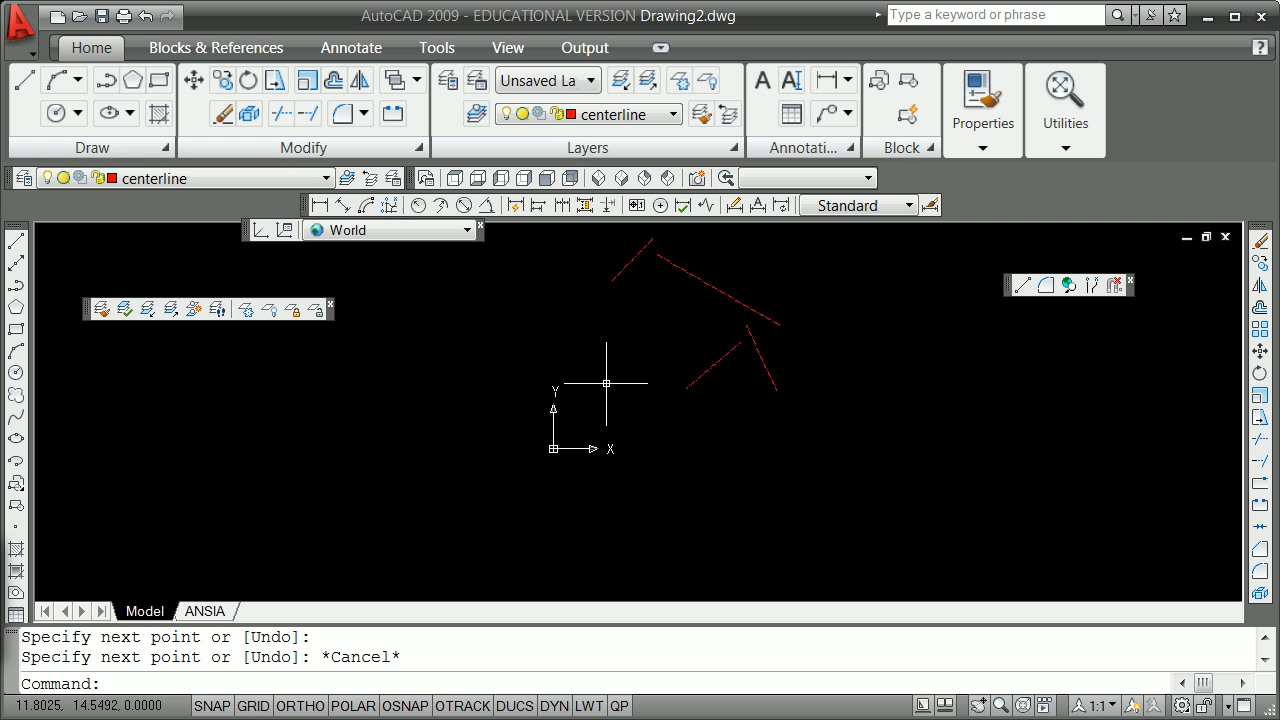 AutoCAD 2009 - EDUCATIONAL VERSION Drawing2.dwg
Type a keyword or phrase
Home Blocks & References Annotate Tools View Output
Unsaved La
centerline
Properties
Utilities
Draw Modify Layers Annotati... Block
centerline
Standard
World
Y
X
Model ANSIA
Specify next point or [Undo]:
Specify next point or [Undo]: *Cancel*
Command:
11.8025, 14.5492, 0.0000 SNAP GRID ORTHO POLAR OSNAP OTRACK DUCS DYN LWT QP 1:1